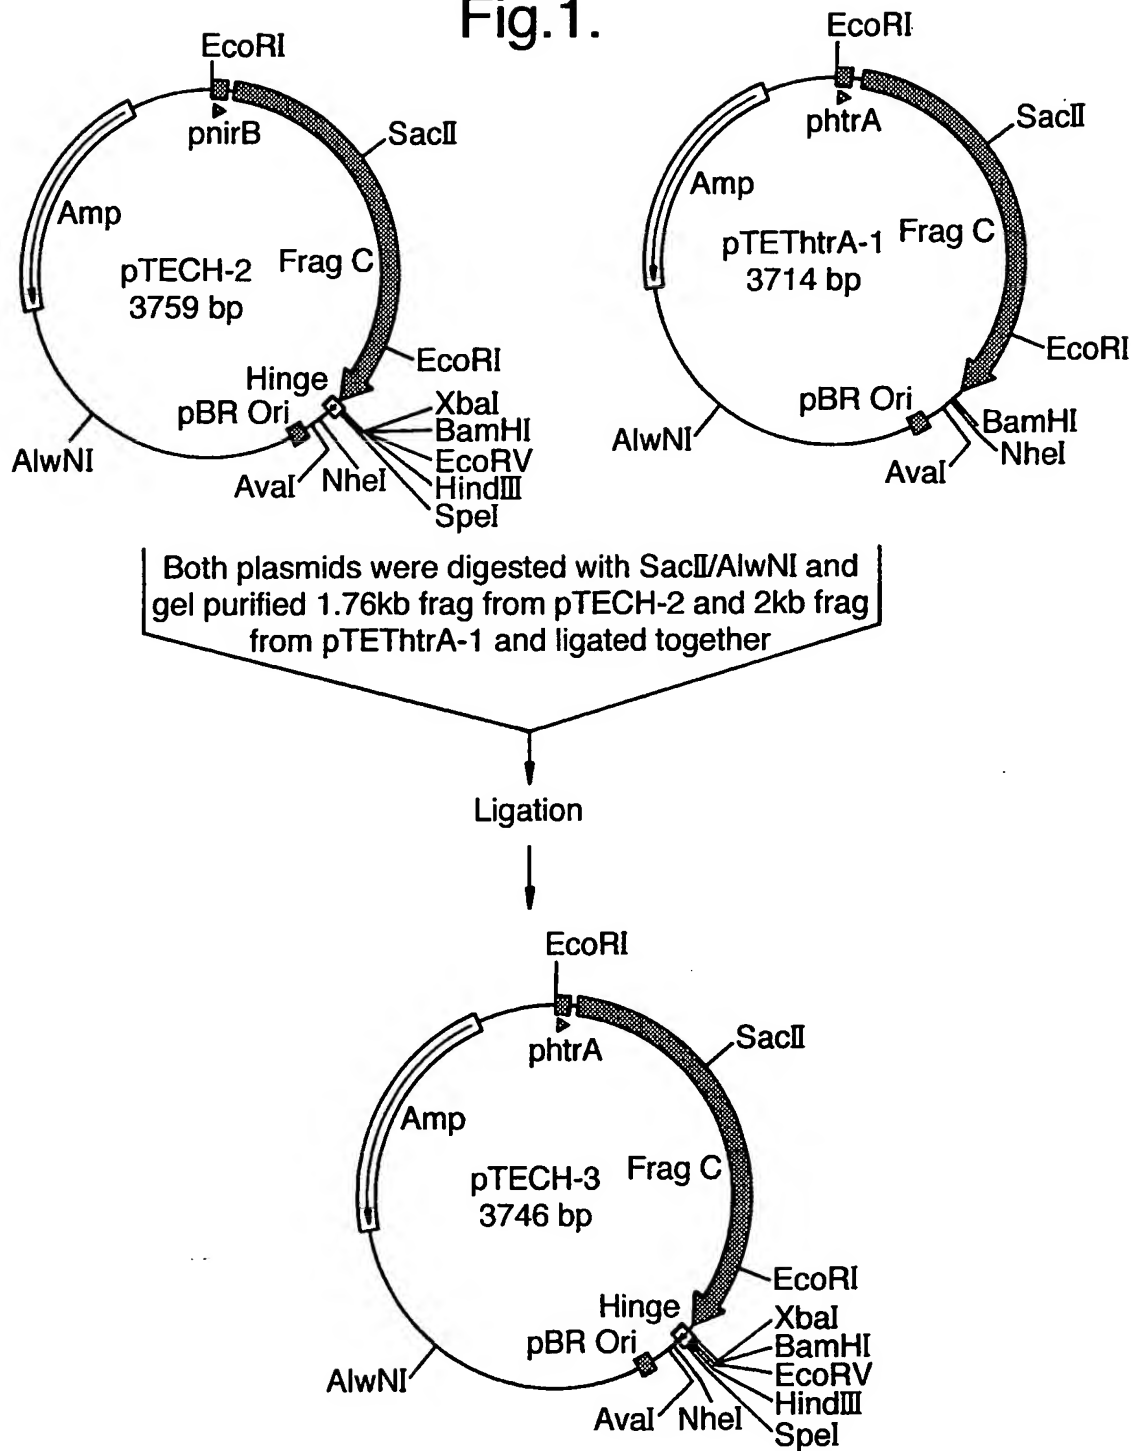 Fig.1.
EcoRI
pnirB
SacII
Amp
pTECH-2
3759 bp
Frag C
EcoRI
Hinge
pBR Ori
XbaI
BamHI
EcoRV
HindIII
SpeI
NheI
AvaI
AlwNI
EcoRI
phtrA
SacII
Amp
pTEThtrA-1
3714 bp
Frag C
EcoRI
pBR Ori
BamHI
NheI
AvaI
AlwNI
Both plasmids were digested with SacII/AlwNI and
gel purified 1.76kb frag from pTECH-2 and 2kb frag
from pTEThtrA-1 and ligated together
Ligation
EcoRI
phtrA
SacII
Amp
pTECH-3
3746 bp
Frag C
EcoRI
Hinge
pBR Ori
XbaI
BamHI
EcoRV
HindIII
SpeI
NheI
AvaI
AlwNI